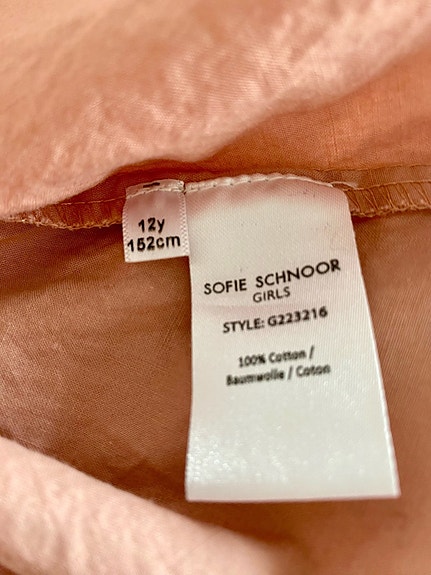 12y
152cm
SOFIE SCHNOOR
GIRLS
STYLE: G223216
100% Cotton /
Baumwolle / Coton